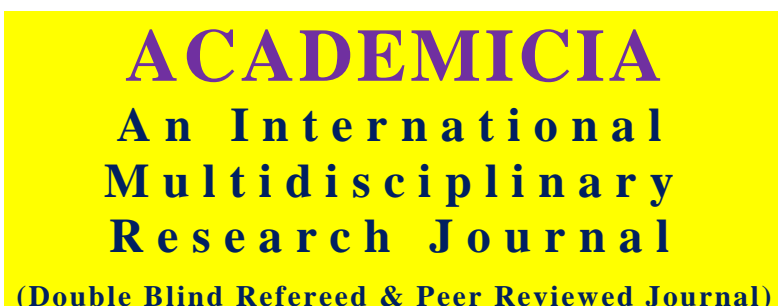 ACADEMICIA
An International
Multidisciplinary
Research Journal
(Double Blind Refereed & Peer Reviewed Journal)